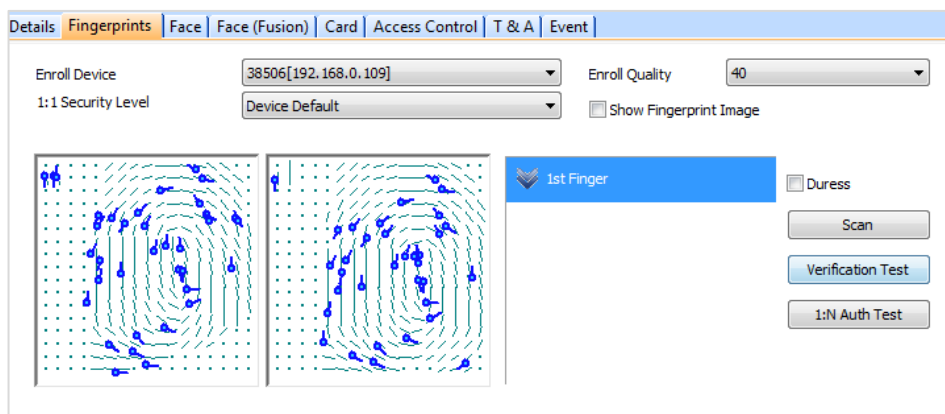 Details Fingerprints Face Face (Fusion) Card Access Control T & A Event
Enroll Device 38506[192.168.0.109] Enroll Quality 40
1:1 Security Level Device Default Show Fingerprint Image
1st Finger Duress
Scan
Verification Test
1:N Auth Test